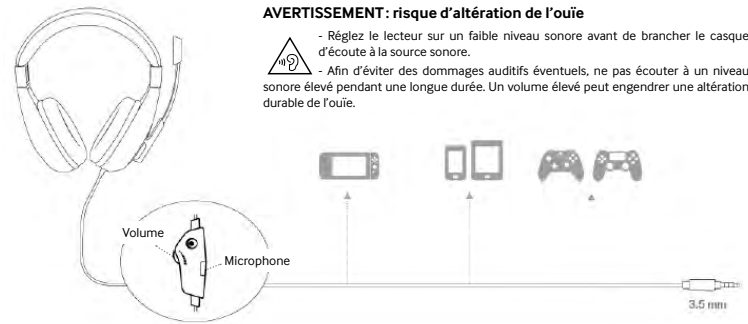 AVERTISSEMENT : risque d'altération de l'ouïe
- Réglez le lecteur sur un faible niveau sonore avant de brancher le casque
d'écoute à la source sonore.
- Afin d'éviter des dommages auditifs éventuels, ne pas écouter à un niveau
sonore élevé pendant une longue durée. Un volume élevé peut engendrer une altération
durable de l'ouïe.
Volume
Microphone
3.5 mm